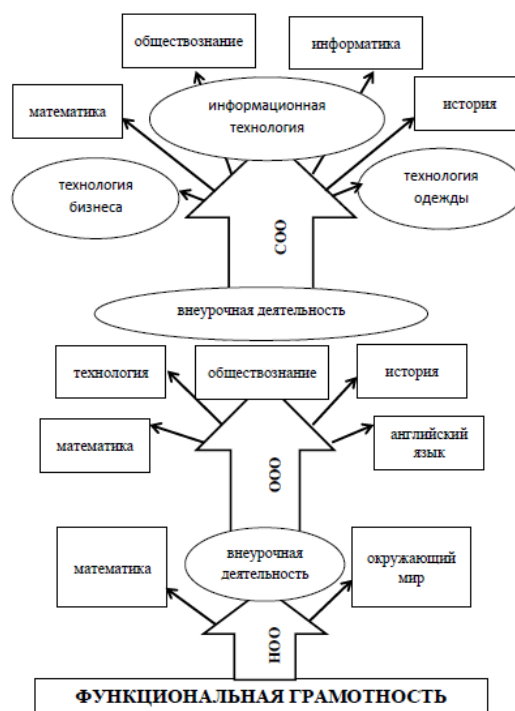 обществознание
информатика
математика
информационная
технология
история
технология
бизнеса
технология
одежды
СОО
внеурочная деятельность
технология
обществознание
история
математика
английский
язык
ООО
математика
внеурочная
деятельность
окружающий
мир
НОО
ФУНКЦИОНАЛЬНАЯ ГРАМОТНОСТЬ